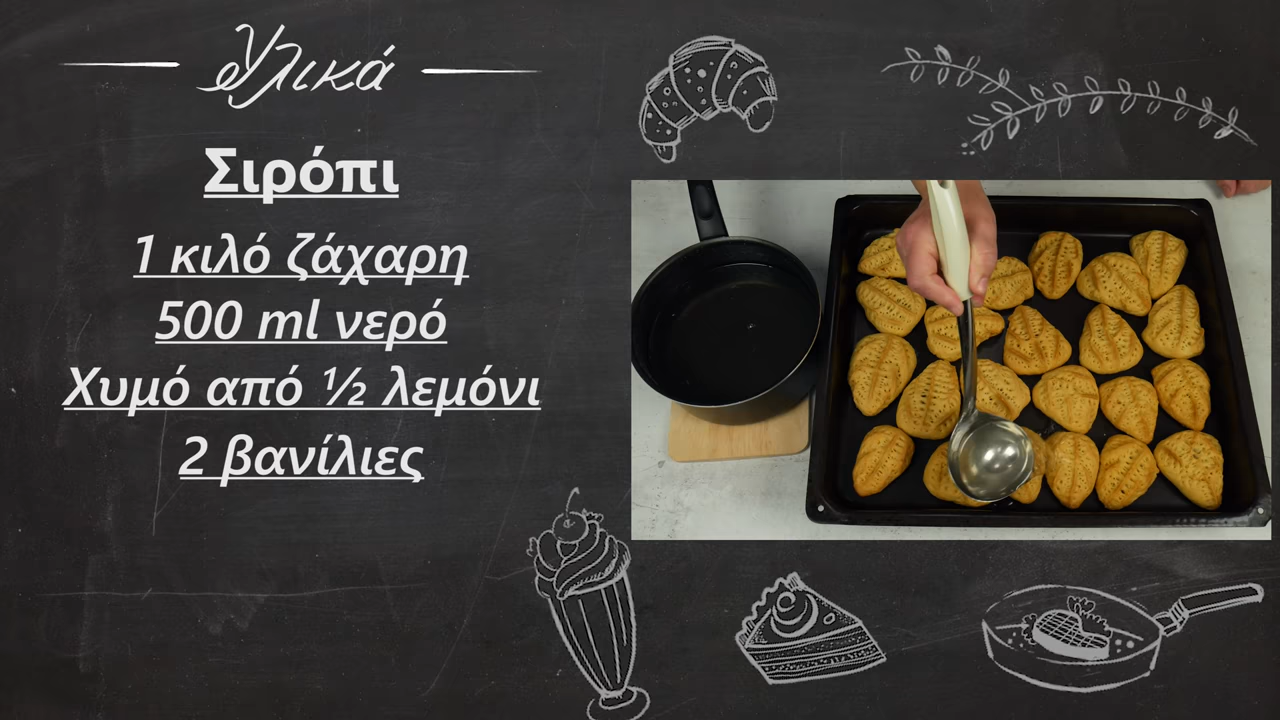 Υλικά
Σιρόπι
1 κιλό ζάχαρη
500 ml νερό
Χυμό από ½ λεμόνι
2 βανίλιες